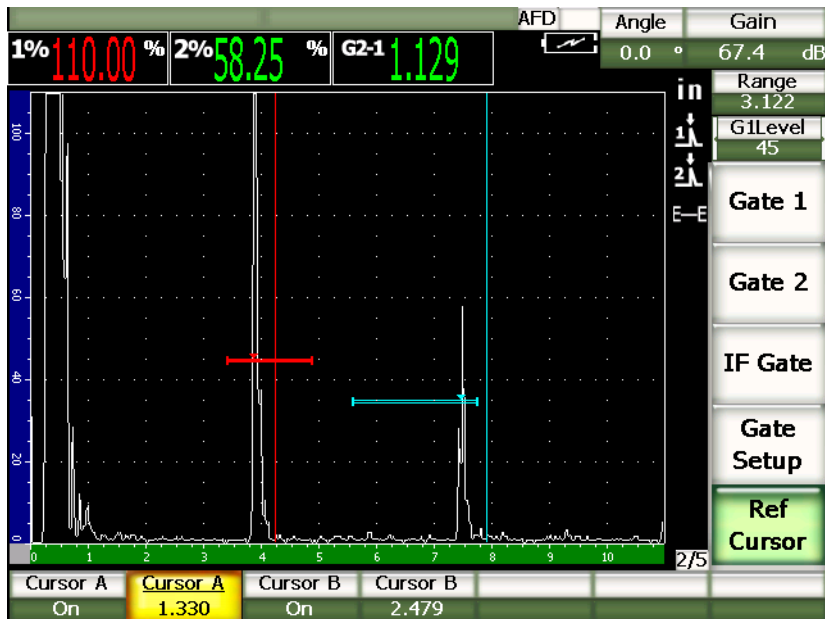 AFD Angle Gain
0.0 ° 67.4 dB
1% 110.00 % 2% 58.25 % G2-1 1.129
in Range
3.122
G1Level
45
1
2
E—E
Gate 1
Gate 2
IF Gate
Gate
Setup
Ref
Cursor
100
80
60
40
20
0
0 1 2 3 4 5 6 7 8 9 10
2/5
Cursor A Cursor A Cursor B Cursor B
On 1.330 On 2.479